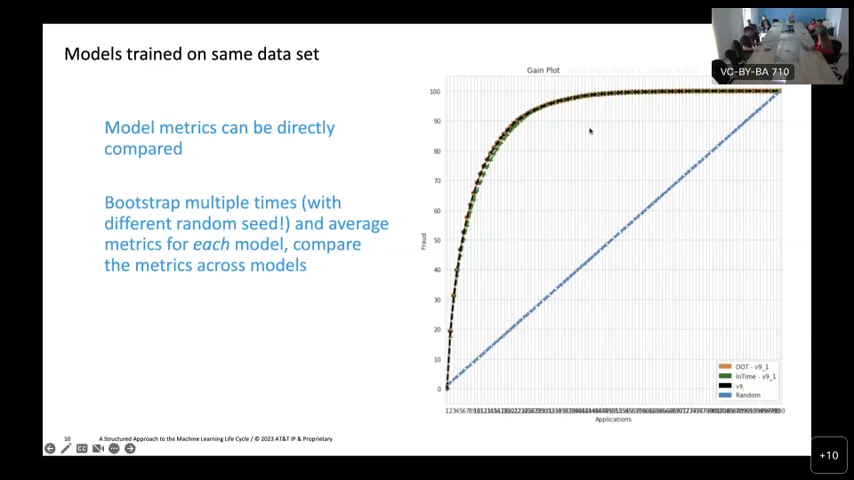 Models trained on same data set
Model metrics can be directly
compared
Bootstrap multiple times (with
different random seed!) and average
metrics for each model, compare
the metrics across models
Gain Plot
100
90
80
70
60
50
40
30
20
10
0
Fraud
Applications
OOT - v9_1
InTime - v9_1
v9
Random
VC-BY-BA 710
10 A Structured Approach to the Machine Learning Life Cycle / © 2023 AT&T IP & Proprietary
+10